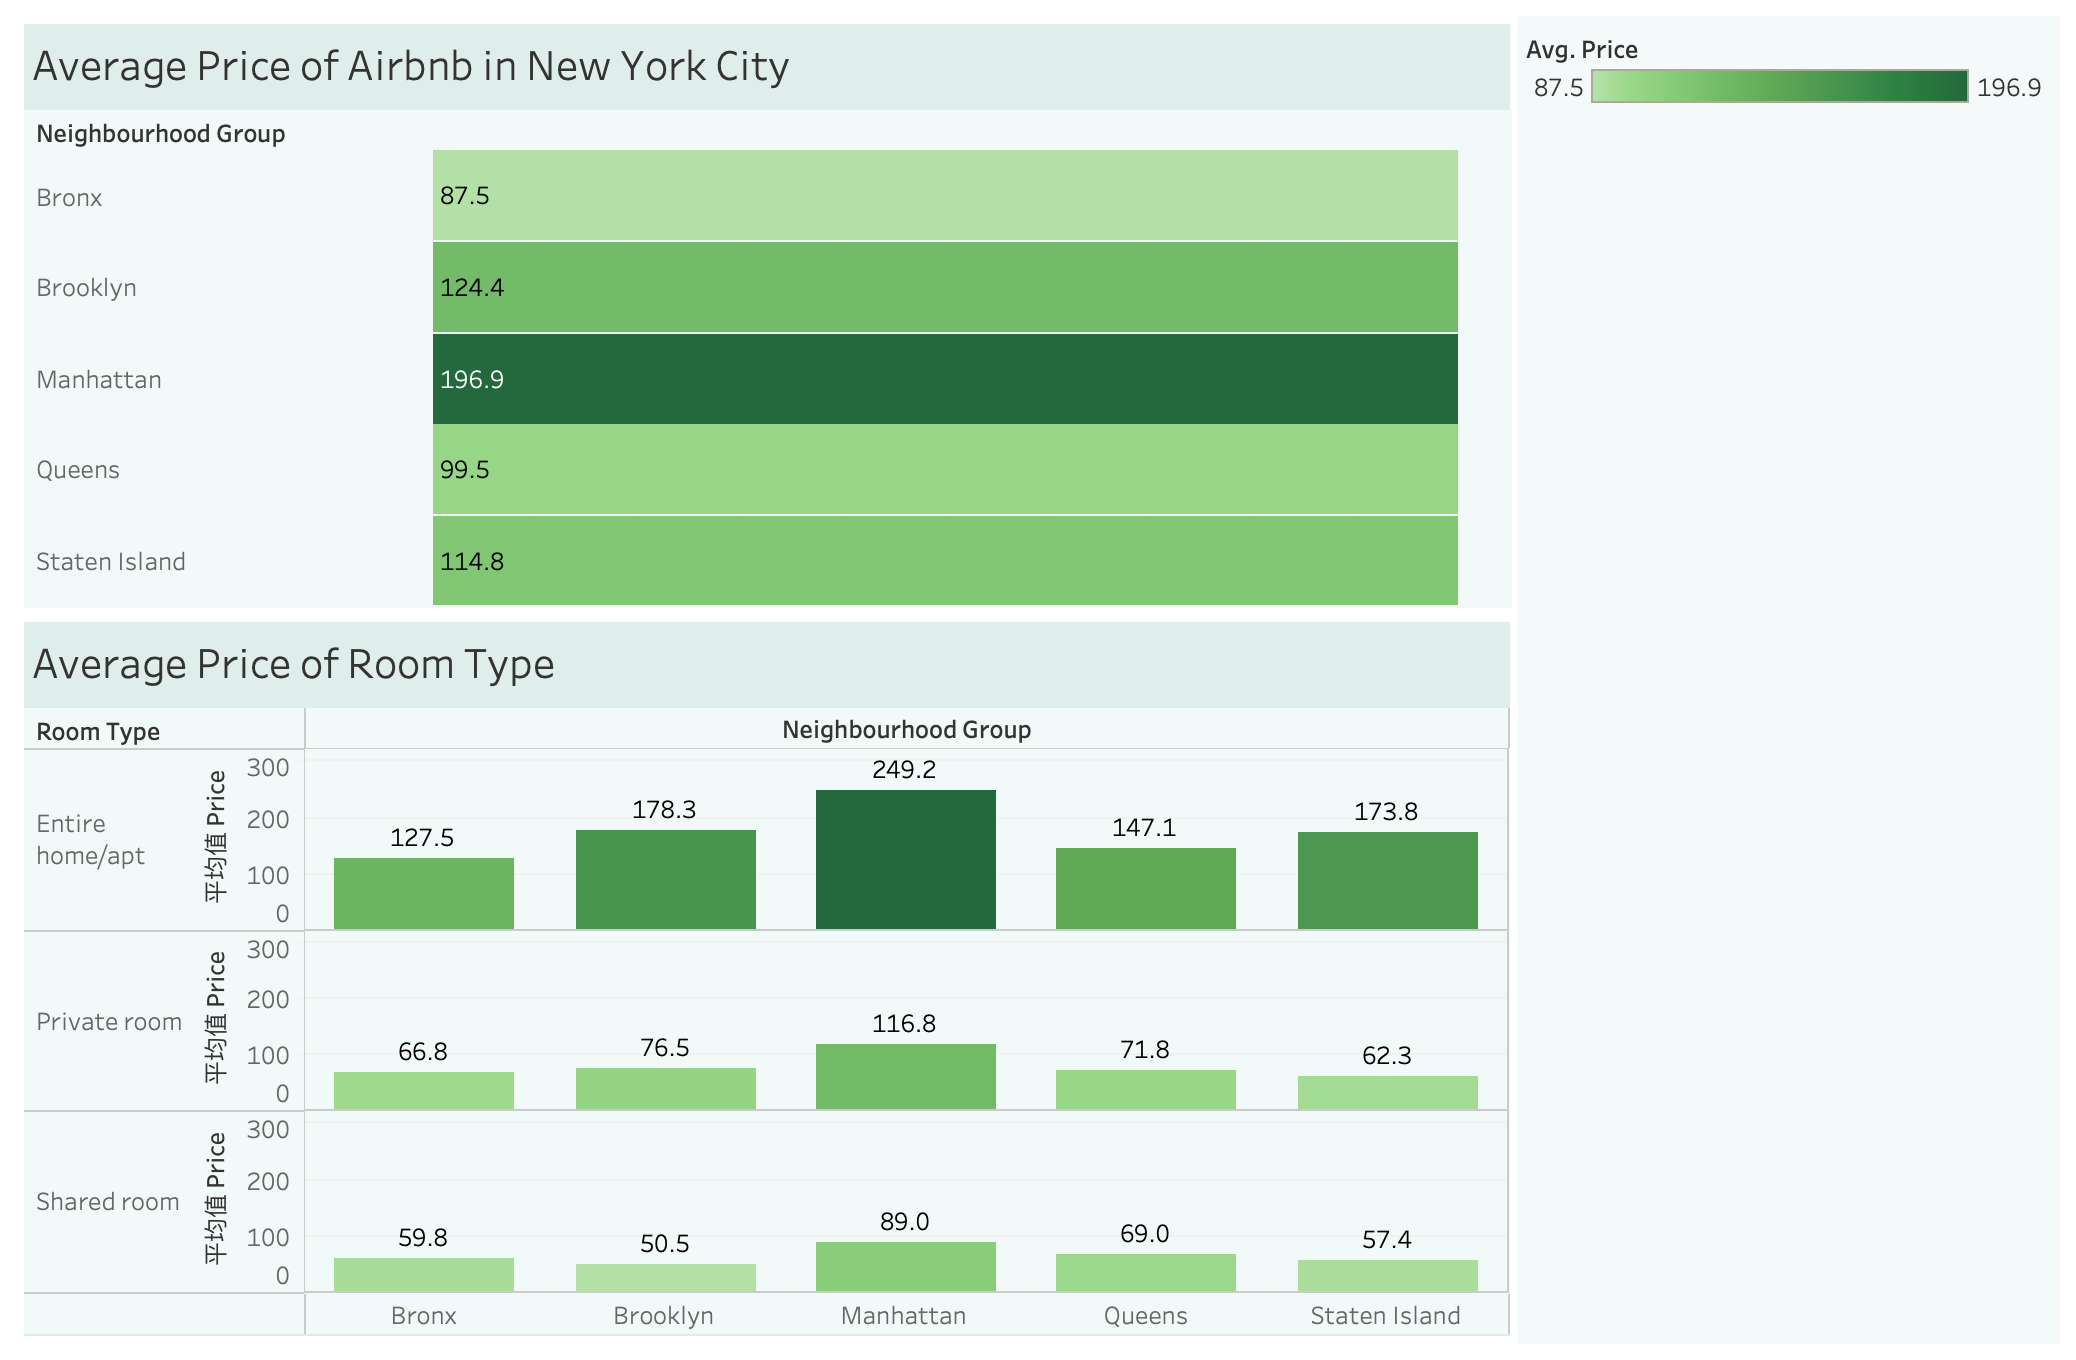 Average Price of Airbnb in New York City
Avg. Price
87.5 196.9
Neighbourhood Group
Bronx 87.5
Brooklyn 124.4
Manhattan 196.9
Queens 99.5
Staten Island 114.8
Average Price of Room Type
Room Type Neighbourhood Group
Entire
home/apt
平均值 Price
300
200
100
0
127.5 178.3 249.2 147.1 173.8
Private room
平均值 Price
300
200
100
0
66.8 76.5 116.8 71.8 62.3
Shared room
平均值 Price
300
200
100
0
59.8 50.5 89.0 69.0 57.4
Bronx Brooklyn Manhattan Queens Staten Island